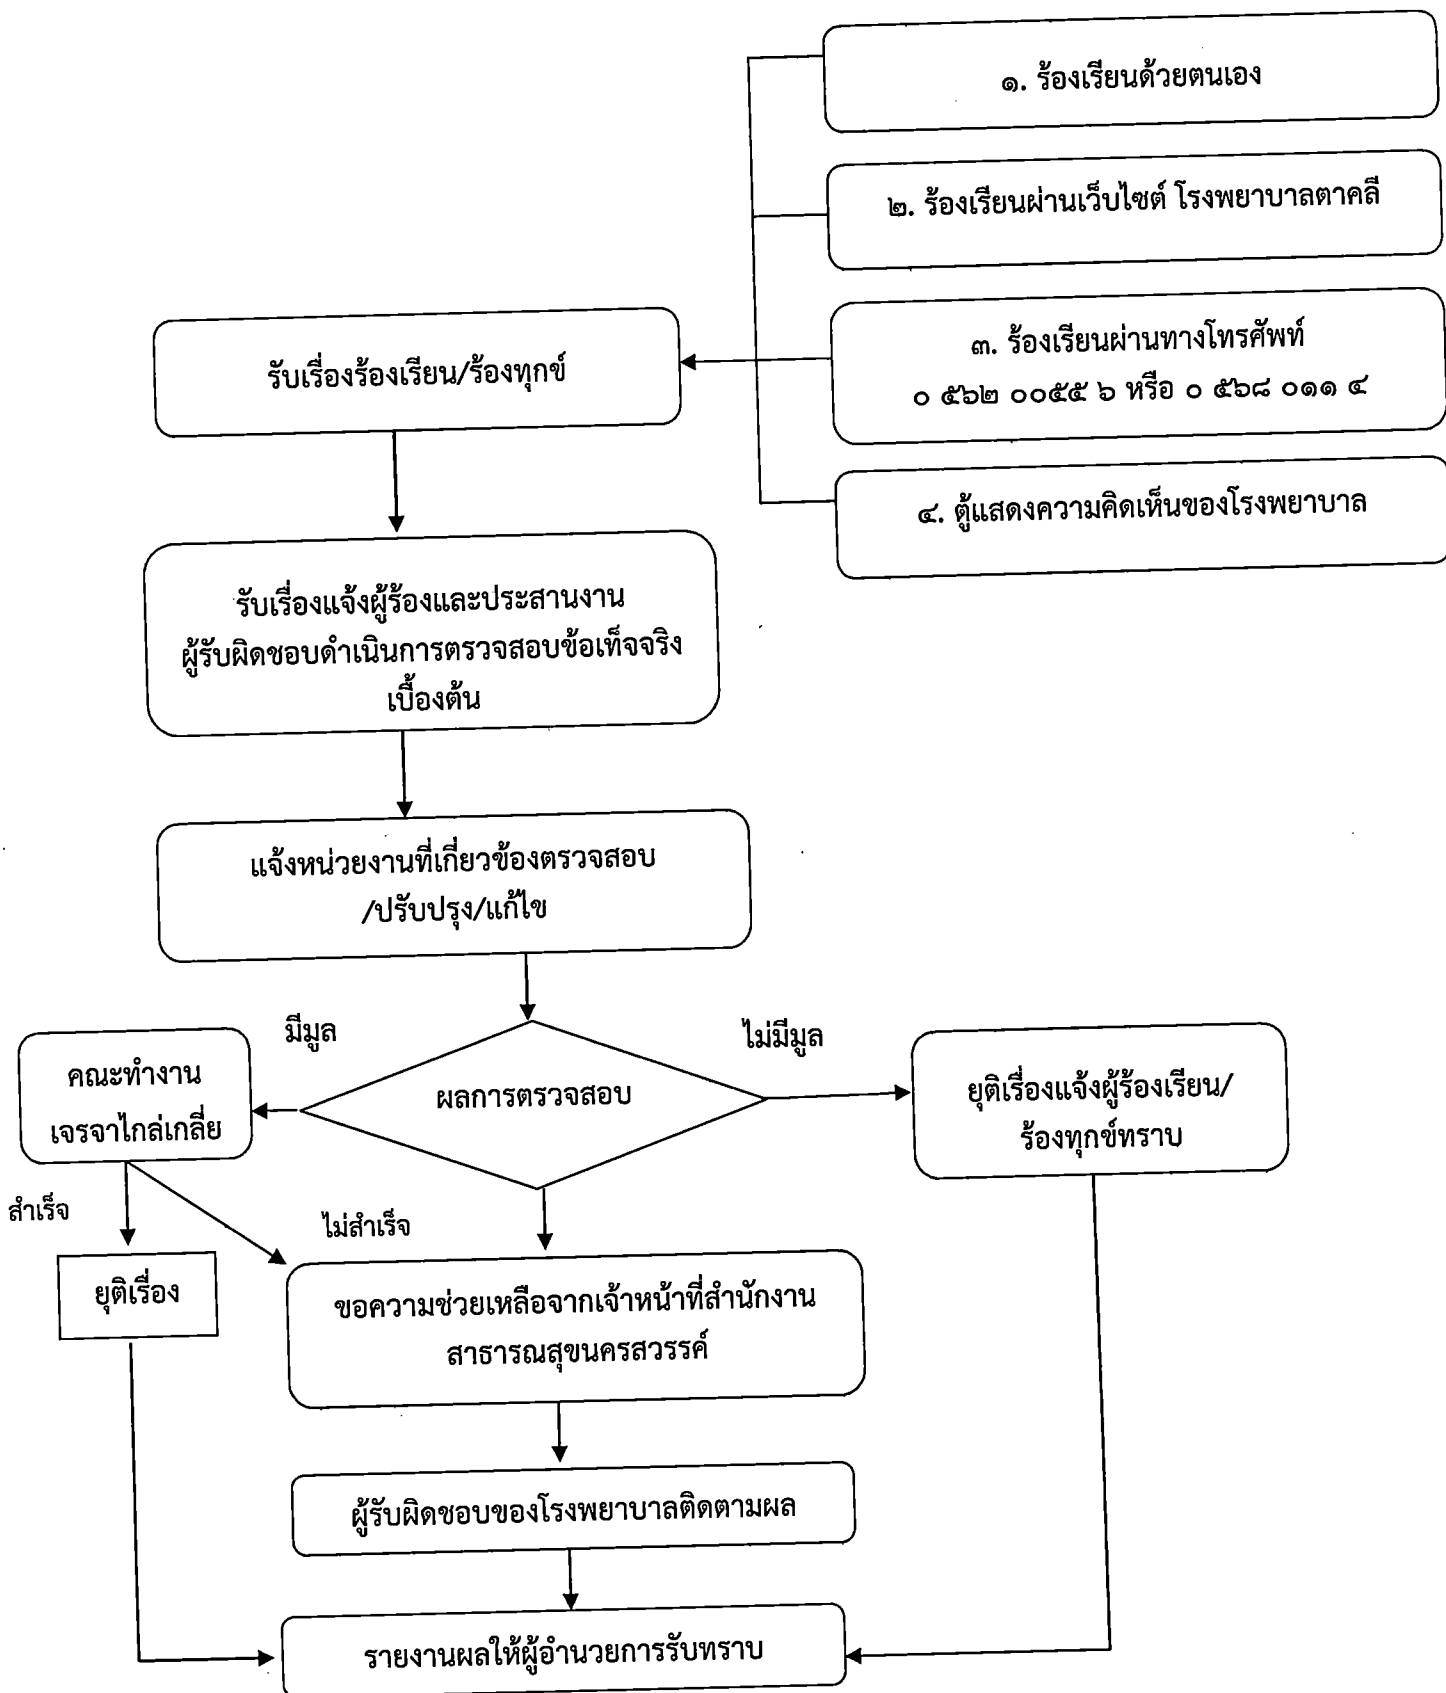 ๑. ร้องเรียนด้วยตนเอง
๒. ร้องเรียนผ่านเว็บไซต์ โรงพยาบาลตาคลี
๓. ร้องเรียนผ่านทางโทรศัพท์
๐ ๕๖๒ ๐๐๕๕ ๖ หรือ ๐ ๕๖๘ ๐๑๑ ๔
๔. ตู้แสดงความคิดเห็นของโรงพยาบาล
รับเรื่องร้องเรียน/ร้องทุกข์
รับเรื่องแจ้งผู้ร้องและประสานงาน
ผู้รับผิดชอบดำเนินการตรวจสอบข้อเท็จจริง
เบื้องต้น
แจ้งหน่วยงานที่เกี่ยวข้องตรวจสอบ
/ปรับปรุง/แก้ไข
มีมูล
ไม่มีมูล
ผลการตรวจสอบ
คณะทำงาน
เจรจาไกล่เกลี่ย
ยุติเรื่องแจ้งผู้ร้องเรียน/
ร้องทุกข์ทราบ
สำเร็จ
ไม่สำเร็จ
ยุติเรื่อง
ขอความช่วยเหลือจากเจ้าหน้าที่สำนักงาน
สาธารณสุขนครสวรรค์
ผู้รับผิดชอบของโรงพยาบาลติดตามผล
รายงานผลให้ผู้อำนวยการรับทราบ